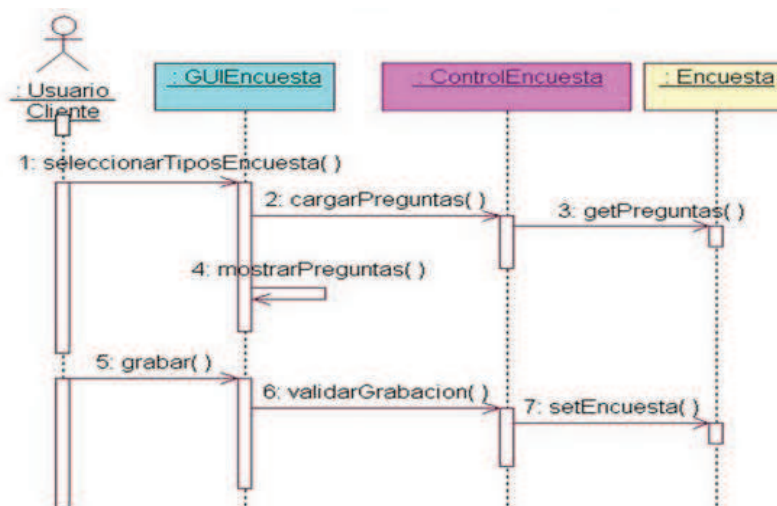 : Usuario
Cliente
: GUIEncuesta
: ControlEncuesta
: Encuesta
1: seleccionarTiposEncuesta( )
2: cargarPreguntas( )
3: getPreguntas( )
4: mostrarPreguntas( )
5: grabar( )
6: validarGrabacion( )
7: setEncuesta( )